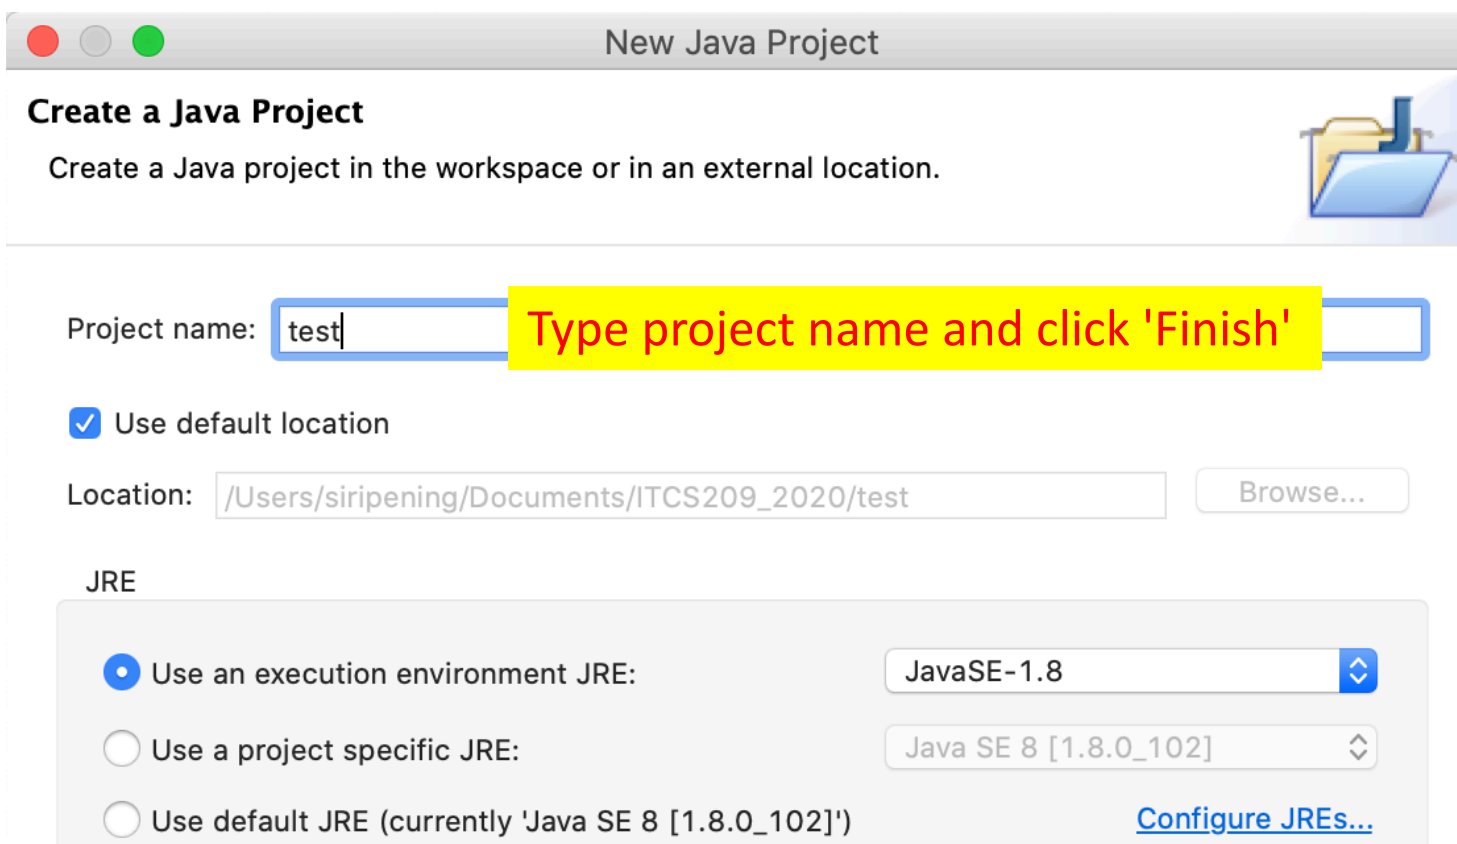 New Java Project
Create a Java Project
Create a Java project in the workspace or in an external location.
Project name: test Type project name and click 'Finish'
Use default location
Location: /Users/siripening/Documents/ITCS209_2020/test Browse...
JRE
Use an execution environment JRE: JavaSE-1.8
Use a project specific JRE: Java SE 8 [1.8.0_102]
Use default JRE (currently 'Java SE 8 [1.8.0_102]') Configure JREs...